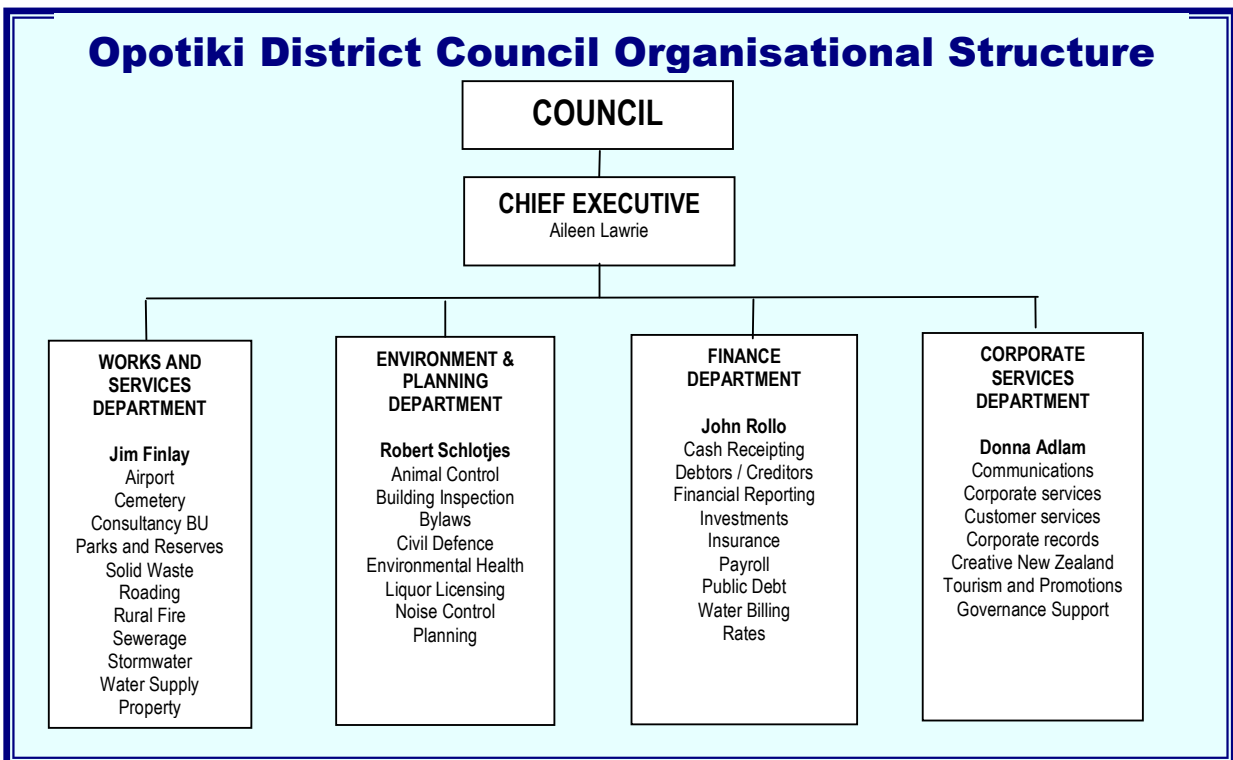 Opotiki District Council Organisational Structure
COUNCIL
CHIEF EXECUTIVE
Aileen Lawrie
WORKS AND
SERVICES
DEPARTMENT
Jim Finlay
Airport
Cemetery
Consultancy BU
Parks and Reserves
Solid Waste
Roading
Rural Fire
Sewerage
Stormwater
Water Supply
Property
ENVIRONMENT &
PLANNING
DEPARTMENT
Robert Schlotjes
Animal Control
Building Inspection
Bylaws
Civil Defence
Environmental Health
Liquor Licensing
Noise Control
Planning
FINANCE
DEPARTMENT
John Rollo
Cash Receipting
Debtors / Creditors
Financial Reporting
Investments
Insurance
Payroll
Public Debt
Water Billing
Rates
CORPORATE
SERVICES
DEPARTMENT
Donna Adlam
Communications
Corporate services
Customer services
Corporate records
Creative New Zealand
Tourism and Promotions
Governance Support